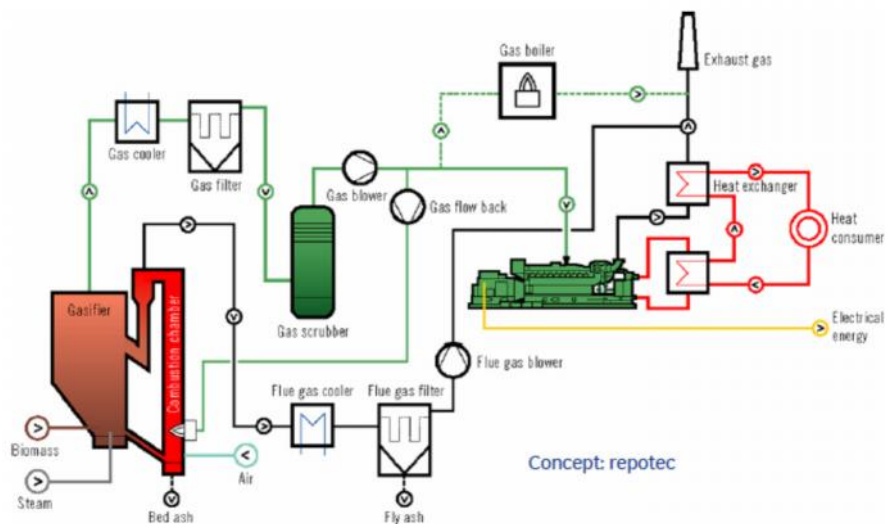 Gas boiler
Exhaust gas
Gas cooler
Gas filter
Gas blower
Gas flow back
Heat exchanger
Heat
consumer
Gasifier
Combustion chamber
Gas scrubber
Electrical
energy
Flue gas blower
Flue gas cooler
Flue gas filter
Biomass
Air
Steam
Bed ash
Fly ash
Concept: repotec